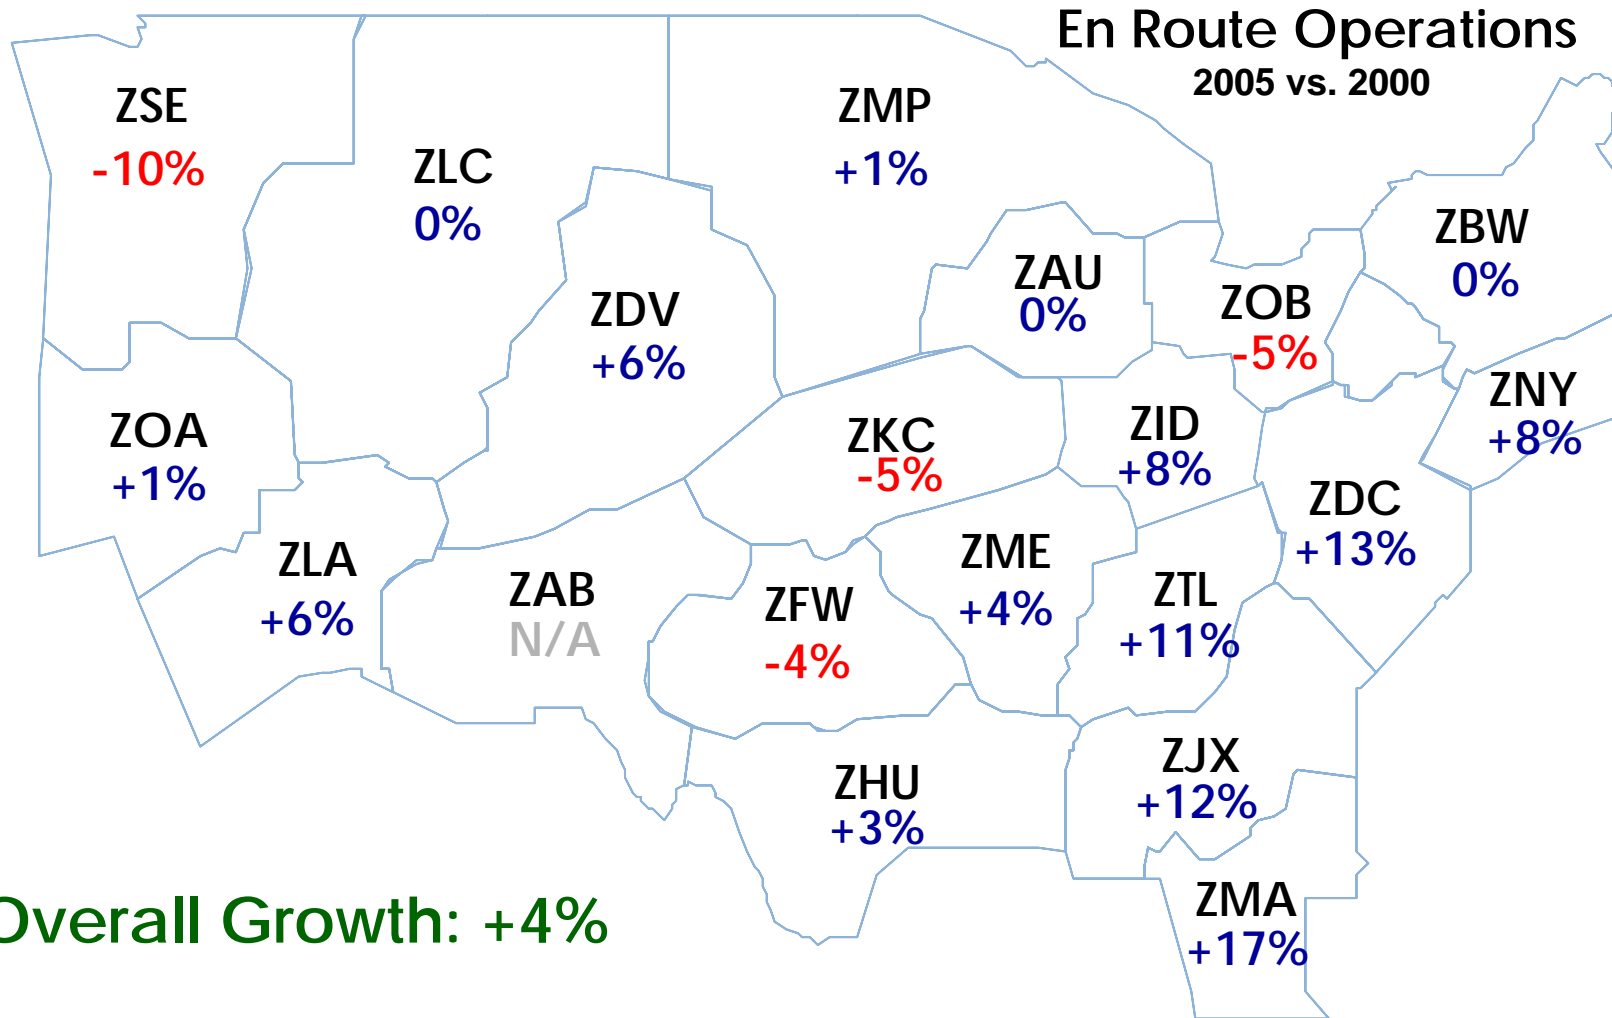 En Route Operations
2005 vs. 2000
ZSE
-10%
ZLC
0%
ZMP
+1%
ZDV
+6%
ZAU
0%
ZOB
-5%
ZBW
0%
ZNY
+8%
ZOA
+1%
ZKC
-5%
ZID
+8%
ZDC
+13%
ZLA
+6%
ZAB
N/A
ZFW
-4%
ZME
+4%
ZTL
+11%
ZHU
+3%
ZJX
+12%
ZMA
+17%
Overall Growth: +4%